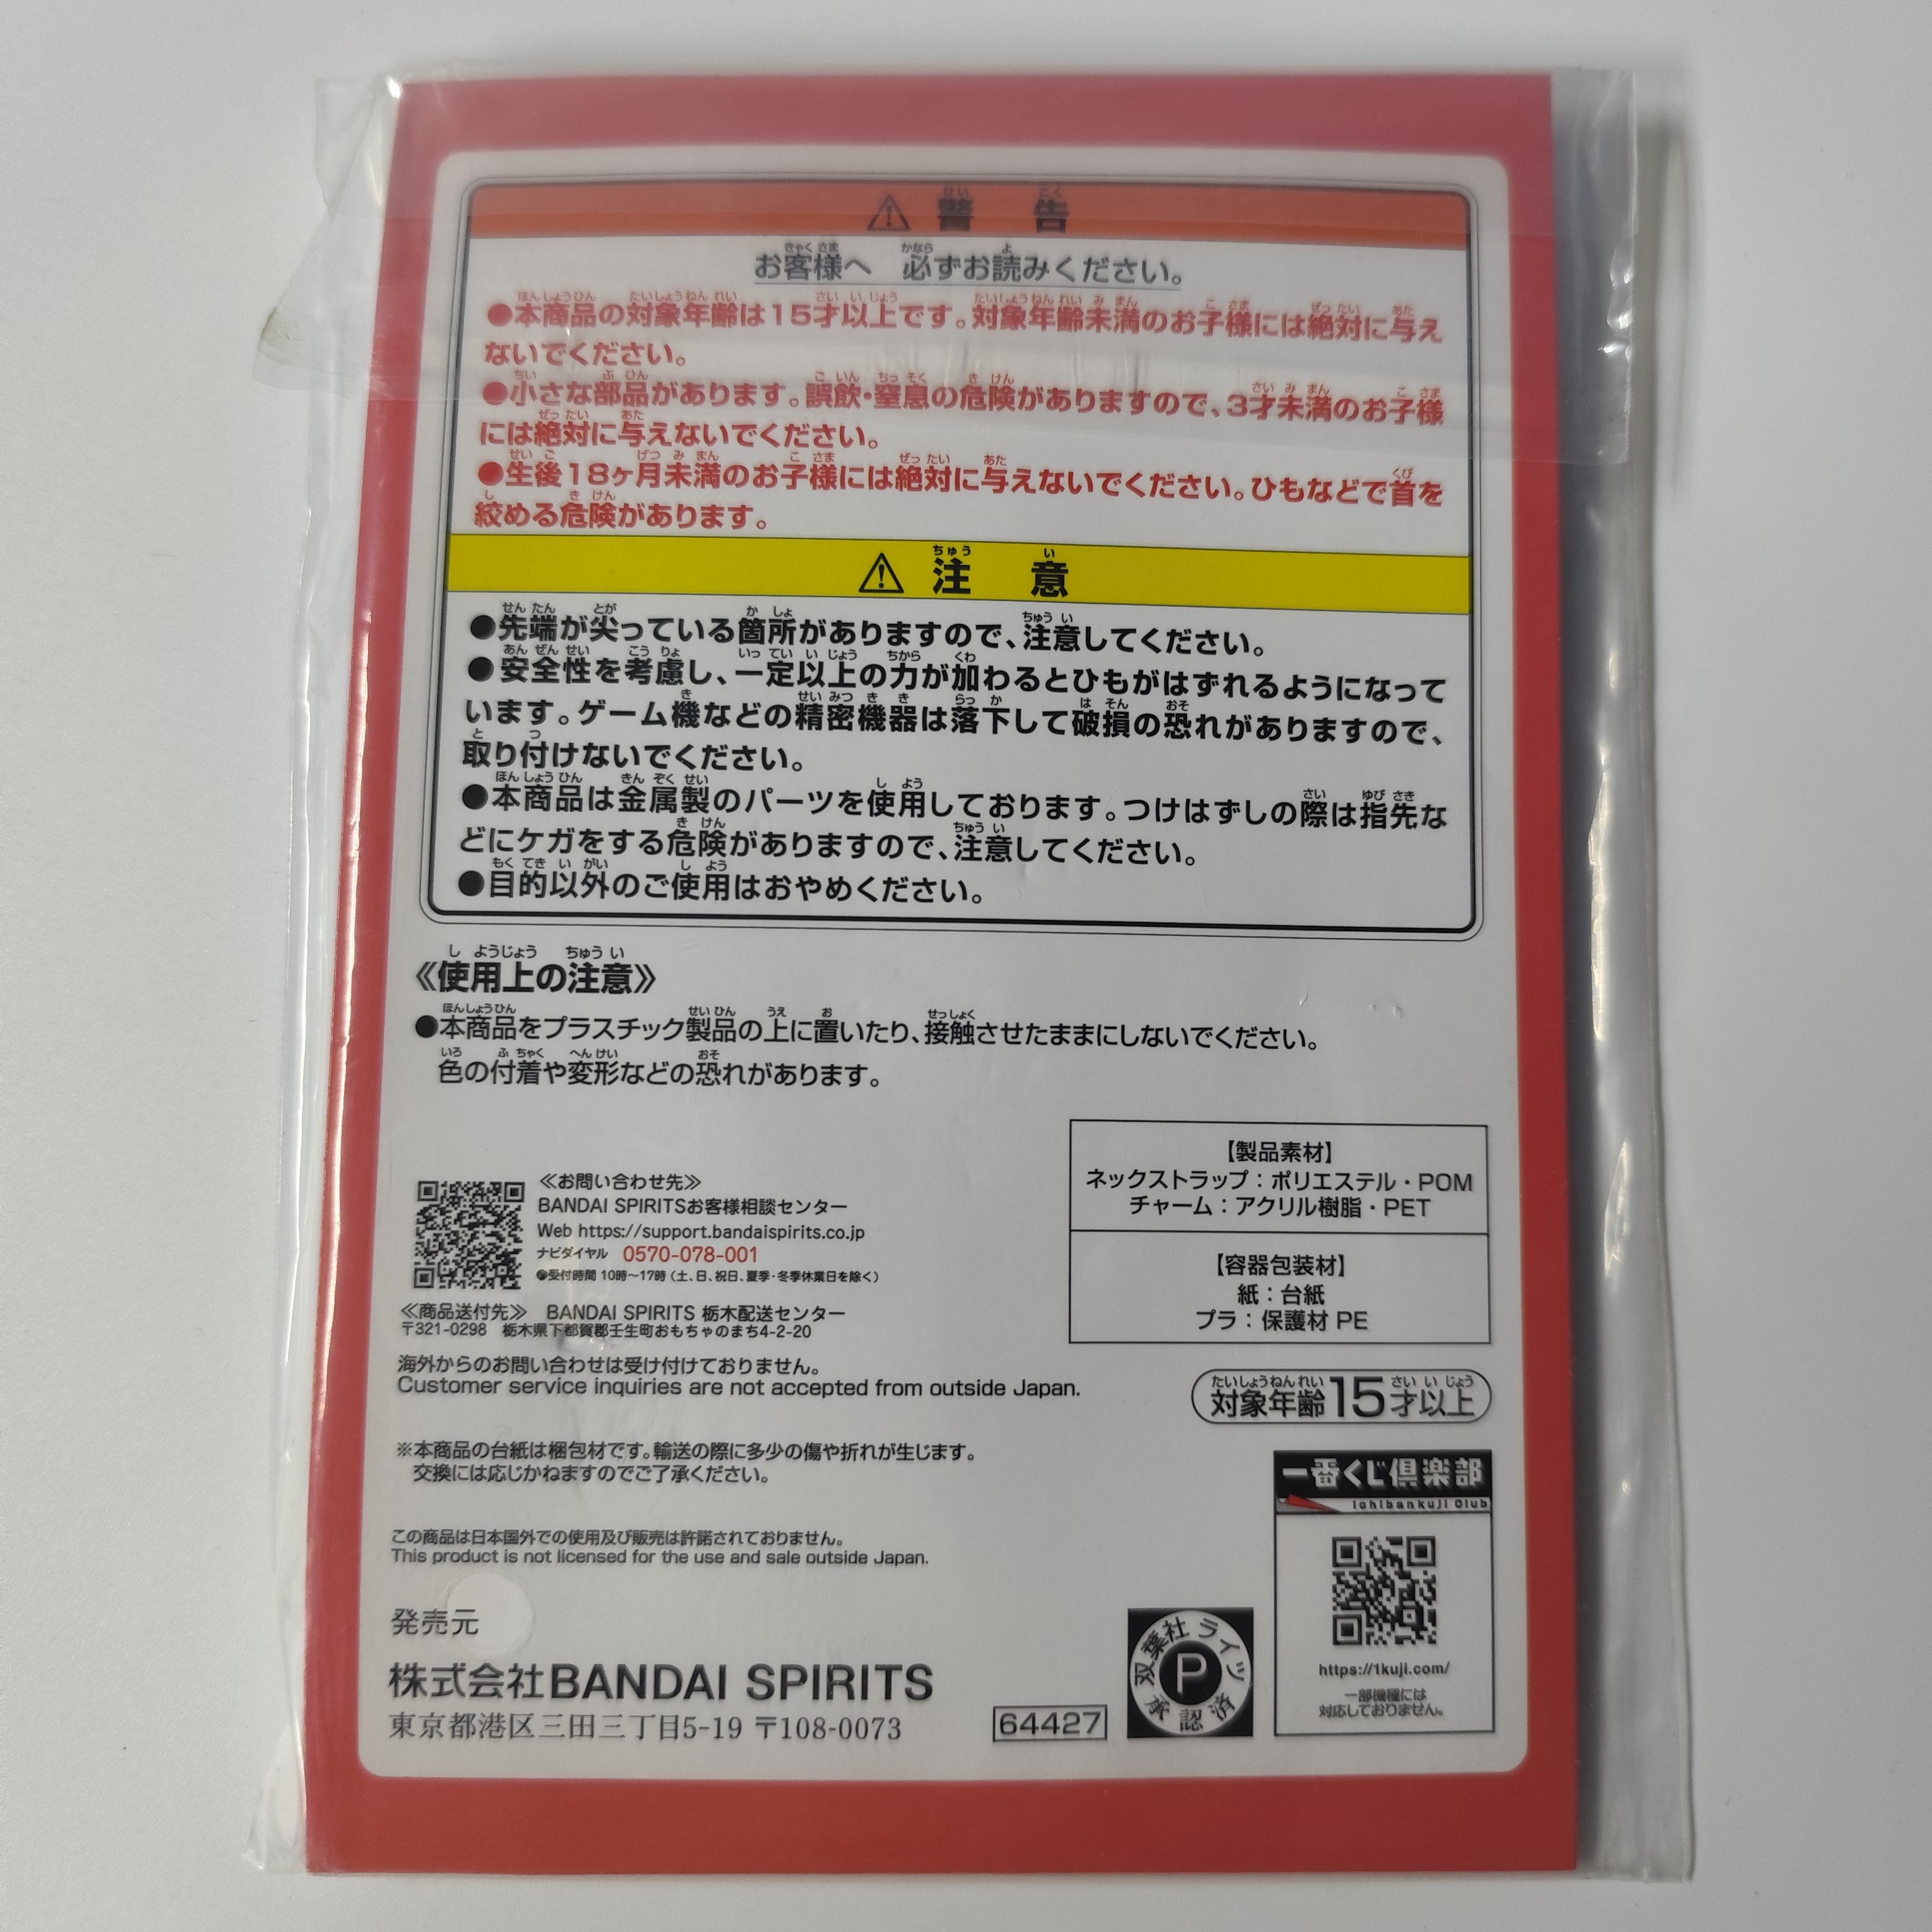 ⚠ 警告
お客様へ 必ずお読みください。
●本商品の対象年齢は15才以上です。対象年齢未満のお子様には絶対に与え
ないでください。
●小さな部品があります。誤飲・窒息の危険がありますので、3才未満のお子様
には絶対に与えないでください。
●生後18ヶ月未満のお子様には絶対に与えないでください。ひもなどで首を
絞める危険があります。
⚠ 注意
●先端が尖っている箇所がありますので、注意してください。
●安全性を考慮し、一定以上の力が加わるとひもがはずれるようになって
います。ゲーム機などの精密機器は落下して破損の恐れがありますので、
取り付けないでください。
●本商品は金属製のパーツを使用しております。つけはずしの際は指先な
どにケガをする危険がありますので、注意してください。
●目的以外のご使用はおやめください。
《使用上の注意》
●本商品をプラスチック製品の上に置いたり、接触させたままにしないでください。
色の付着や変形などの恐れがあります。
≪お問い合わせ先≫
BANDAI SPIRITSお客様相談センター
Web https://support.bandaispirits.co.jp
ナビダイヤル 0570-078-001
●受付時間 10時～17時(土、日、祝日、夏季・冬季休業日を除く)
≪商品送付先≫ BANDAI SPIRITS 栃木配送センター
〒321-0298 栃木県下都賀郡壬生町おもちゃのまち4-2-20
海外からのお問い合わせは受け付けておりません。
Customer service inquiries are not accepted from outside Japan.
【製品素材】
ネックストラップ：ポリエステル・POM
チャーム：アクリル樹脂・PET
【容器包装材】
紙：台紙
プラ：保護材 PE
対象年齢15才以上
※本商品の台紙は梱包材です。輸送の際に多少の傷や折れが生じます。
交換には応じかねますのでご了承ください。
この商品は日本国外での使用及び販売は許諾されておりません。
This product is not licensed for the use and sale outside Japan.
発売元
株式会社BANDAI SPIRITS
東京都港区三田三丁目5-19 〒108-0073
64427
双葉社ライツ
P
承認済
一番くじ倶楽部
Ichibankuji Club
https://1kuji.com/
一部機種には
対応しておりません。